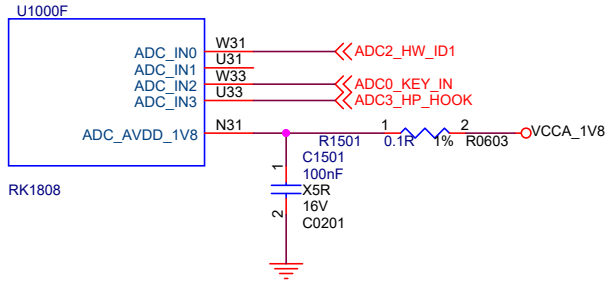 U1000F
ADC_IN0 W31 ADC2_HW_ID1
ADC_IN1 U31
ADC_IN2 W33 ADC0_KEY_IN
ADC_IN3 U33 ADC3_HP_HOOK
ADC_AVDD_1V8 N31 1 2 VCCA_1V8
R1501 0.1R 1% R0603
C1501
1 100nF
RK1808 X5R
2 16V
C0201